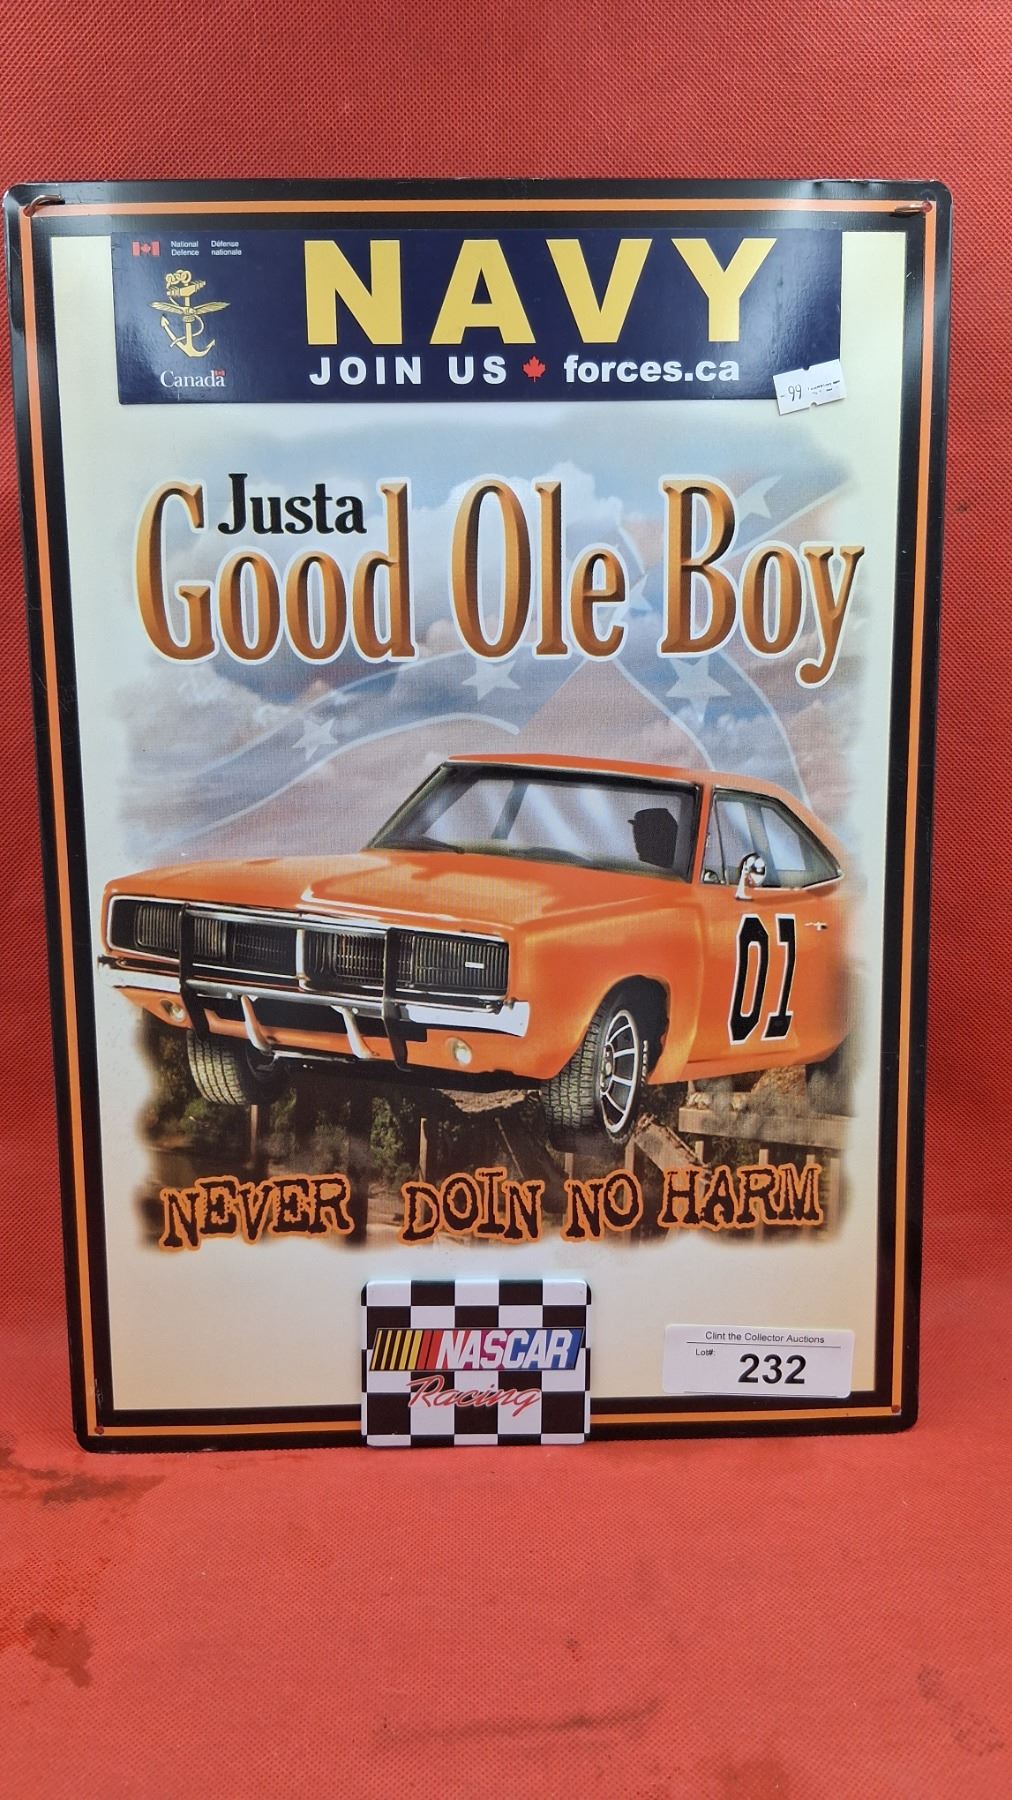 National Defence
Défense nationale
NAVY
JOIN US forces.ca
Canada
.99
Justa
Good Ole Boy
01
NEVER DOIN NO HARM
NASCAR
Racing
Clint the Collector Auctions
Lot#:
232